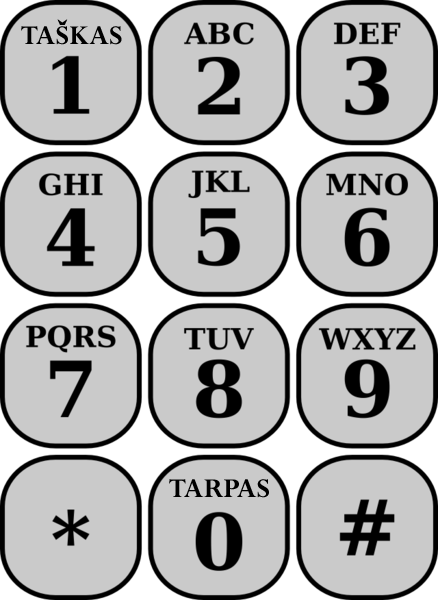 TAŠKAS ABC DEF
1 2 3
GHI JKL MNO
4 5 6
PQRS TUV WXYZ
7 8 9
TARPAS
* 0 #